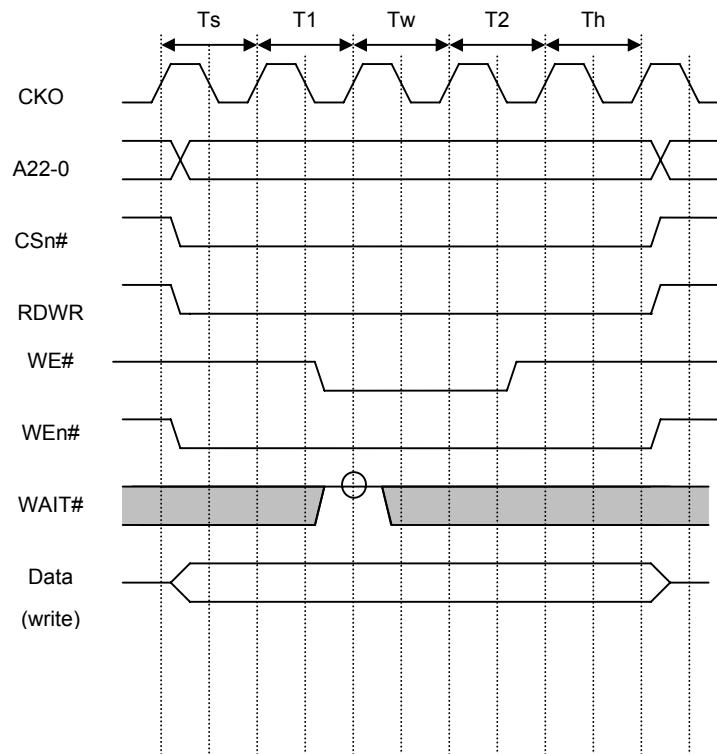 Ts T1 Tw T2 Th
CKO
A22-0
CSn#
RDWR
WE#
WEn#
WAIT#
Data
(write)